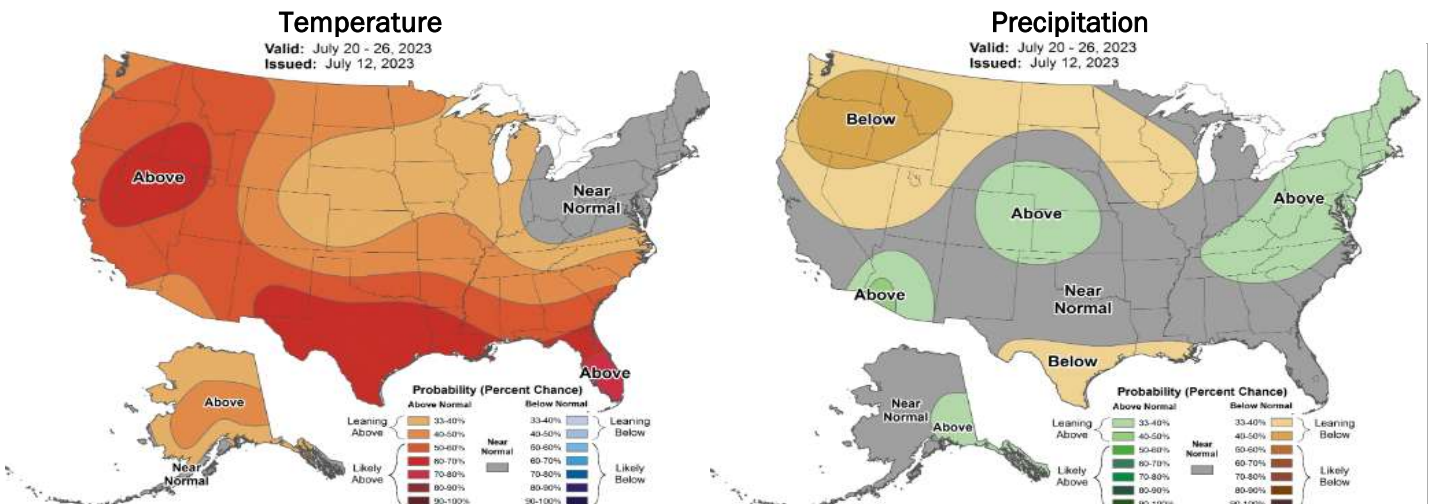 Temperature
Valid: July 20 - 26, 2023
Issued: July 12, 2023
Above
Near
Normal
Above
Above
Near
Normal
Probability (Percent Chance)
Above Normal
Below Normal
Leaning
Above
33-40%
40-50%
50-60%
60-70%
70-80%
80-90%
90-100%
Likely
Above
Near
Normal
33-40%
40-50%
50-60%
60-70%
70-80%
80-90%
90-100%
Leaning
Below
Likely
Below
Precipitation
Valid: July 20 - 26, 2023
Issued: July 12, 2023
Below
Above
Above
Above
Near
Normal
Below
Near
Normal
Above
Probability (Percent Chance)
Above Normal
Below Normal
Leaning
Above
33-40%
40-50%
50-60%
60-70%
70-80%
80-90%
90-100%
Likely
Above
Near
Normal
33-40%
40-50%
50-60%
60-70%
70-80%
80-90%
90-100%
Leaning
Below
Likely
Below